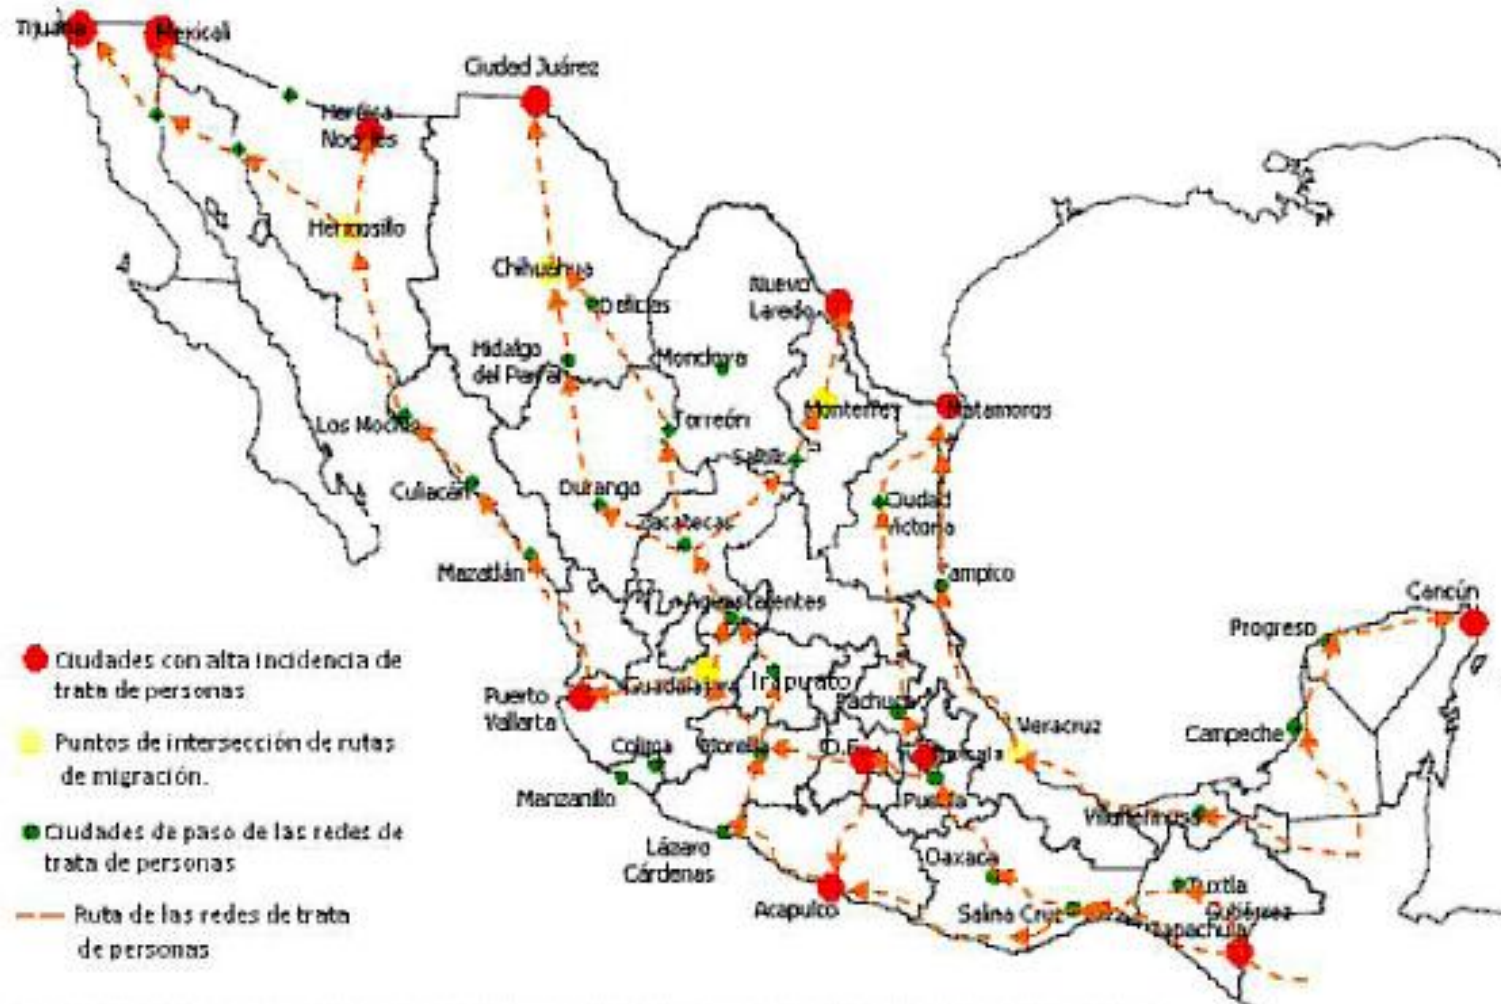 Tijuana
Mexicali
Ciudad Juárez
Heróica
Nogales
Hermosillo
Chihuahua
Delicias
Nuevo
Laredo
Hidalgo
del Parral
Monclova
Monterrey
Matamoros
Los Mochis
Torreón
Saltillo
Culiacán
Durango
Ciudad
Victoria
Zacatecas
Mazatlán
Tampico
Aguascalientes
Cancún
Progreso
Ciudades con alta incidencia de
trata de personas
Puerto
Vallarta
Guadalajara
Irapuato
Pachuca
Veracruz
Campeche
Puntos de intersección de rutas
de migración.
Colima
Morelia
D.F.
Tlaxcala
Manzanillo
Puebla
Villahermosa
Ciudades de paso de las redes de
trata de personas
Lázaro
Cárdenas
Oaxaca
Tuxtla
Gutiérrez
Acapulco
Salina Cruz
Tapachula
Ruta de las redes de trata
de personas